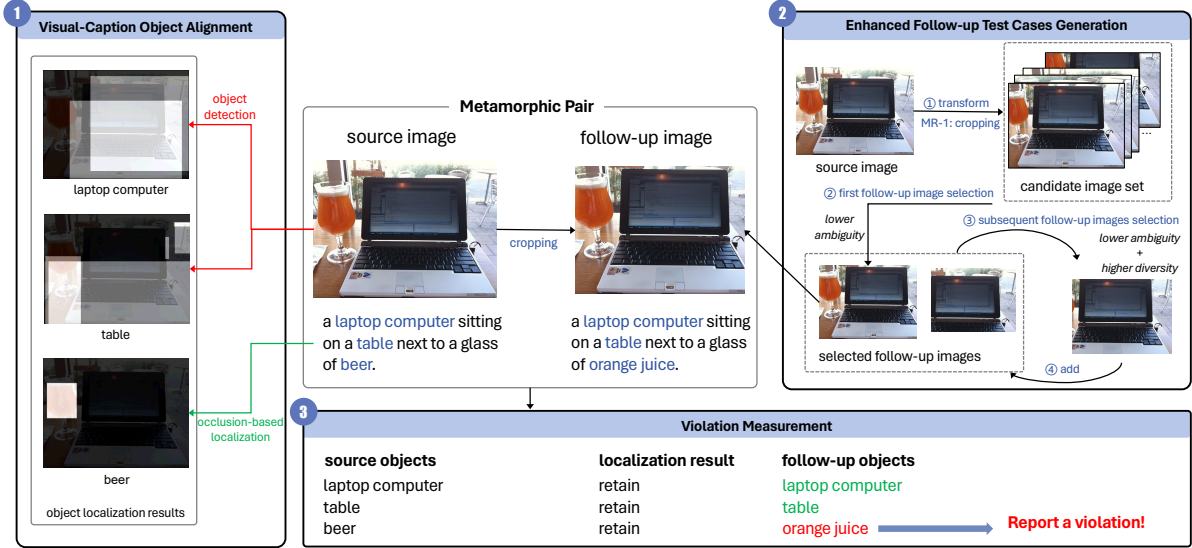 1
Visual-Caption Object Alignment
object
detection
laptop computer
table
beer
object localization results
occlusion-based
localization
Metamorphic Pair
source image
follow-up image
cropping
a laptop computer sitting
on a table next to a glass
of beer.
a laptop computer sitting
on a table next to a glass
of orange juice.
2
Enhanced Follow-up Test Cases Generation
source image
① transform
MR-1: cropping
...
candidate image set
② first follow-up image selection
lower
ambiguity
③ subsequent follow-up images selection
lower ambiguity
+
higher diversity
selected follow-up images
④ add
3
Violation Measurement
source objects localization result follow-up objects
laptop computer retain laptop computer
table retain table
beer retain orange juice Report a violation!